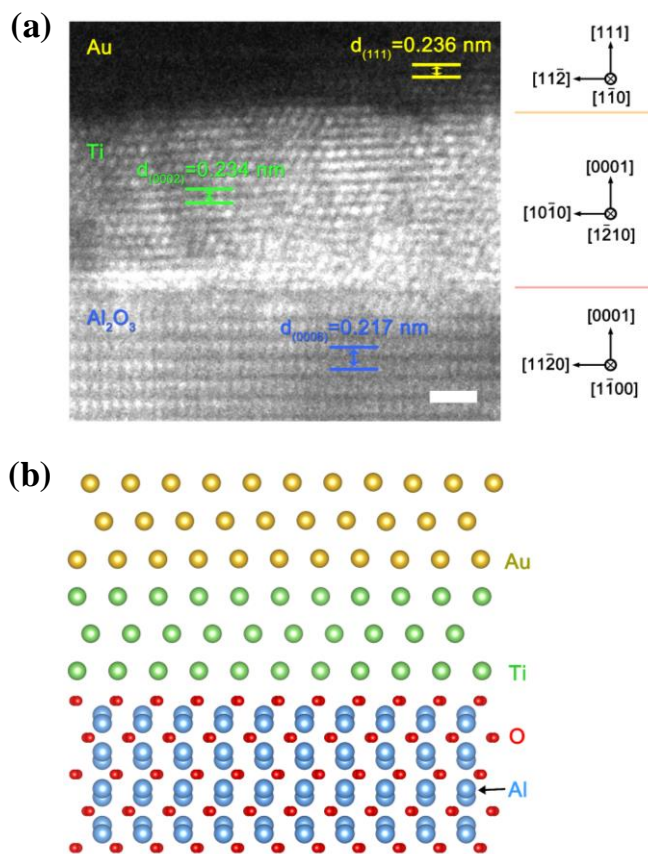 (a)
Au
d(111)=0.236 nm
[111]
[112̅]
[11̅0]
Ti
d(0002)=0.234 nm
[0001]
[101̅0]
[12̅10]
Al₂O₃
d(0006)=0.217 nm
[0001]
[112̅0]
[11̅00]
(b)
Au
Ti
O
Al